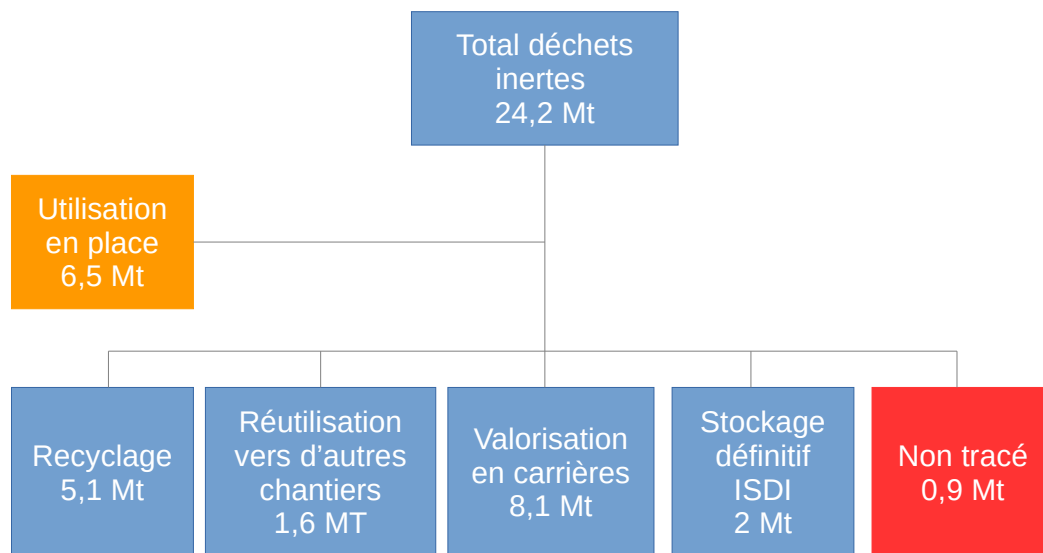 Total déchets
inertes
24,2 Mt
Utilisation
en place
6,5 Mt
Recyclage
5,1 Mt
Réutilisation
vers d’autres
chantiers
1,6 MT
Valorisation
en carrières
8,1 Mt
Stockage
définitif
ISDI
2 Mt
Non tracé
0,9 Mt